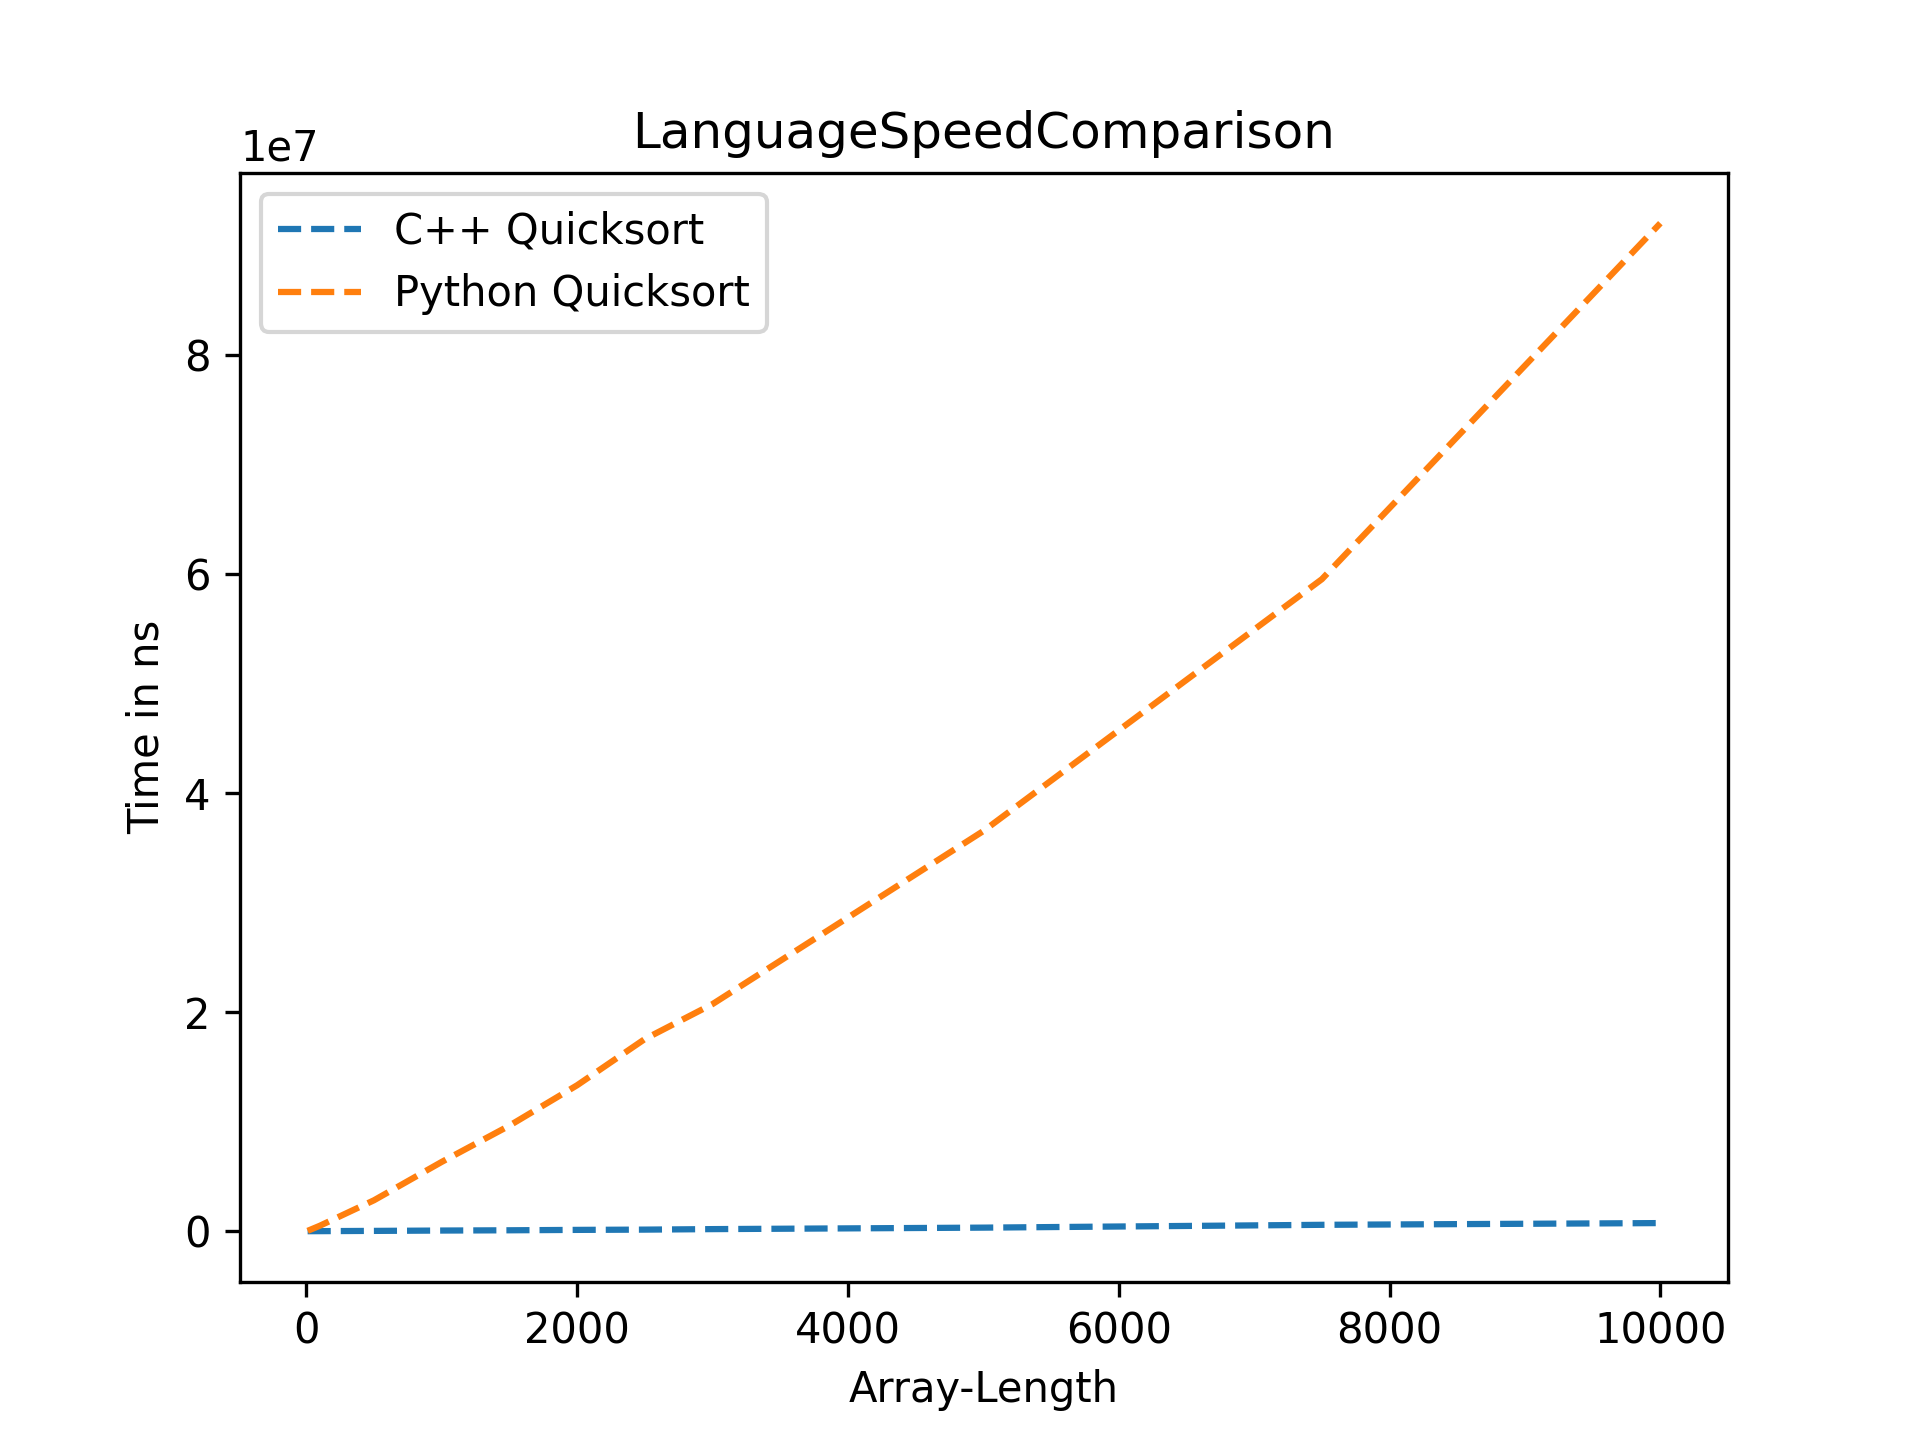 LanguageSpeedComparison
1e7
C++ Quicksort
Python Quicksort
8
6
4
2
0
Time in ns
0 2000 4000 6000 8000 10000
Array-Length